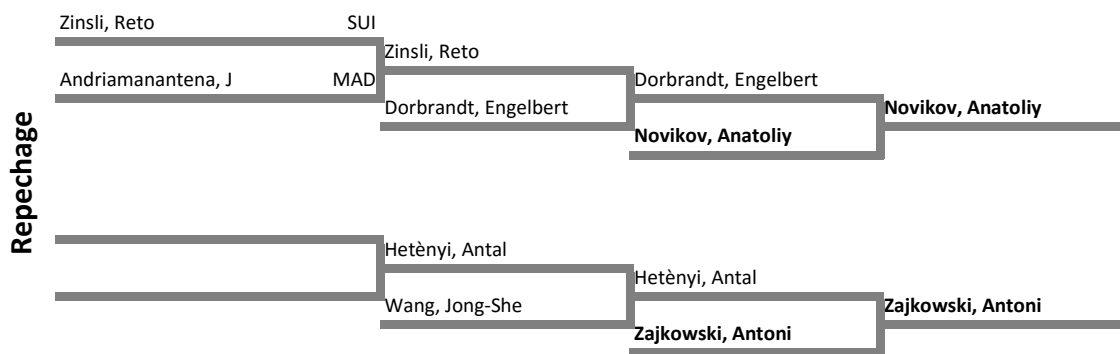 Repechage
Zinsli, Reto SUI
Zinsli, Reto
Andriamanantena, J MAD
Dorbrandt, Engelbert
Dorbrandt, Engelbert
Novikov, Anatoliy
Novikov, Anatoliy
Hetènyi, Antal
Hetènyi, Antal
Wang, Jong-She
Zajkowski, Antoni
Zajkowski, Antoni